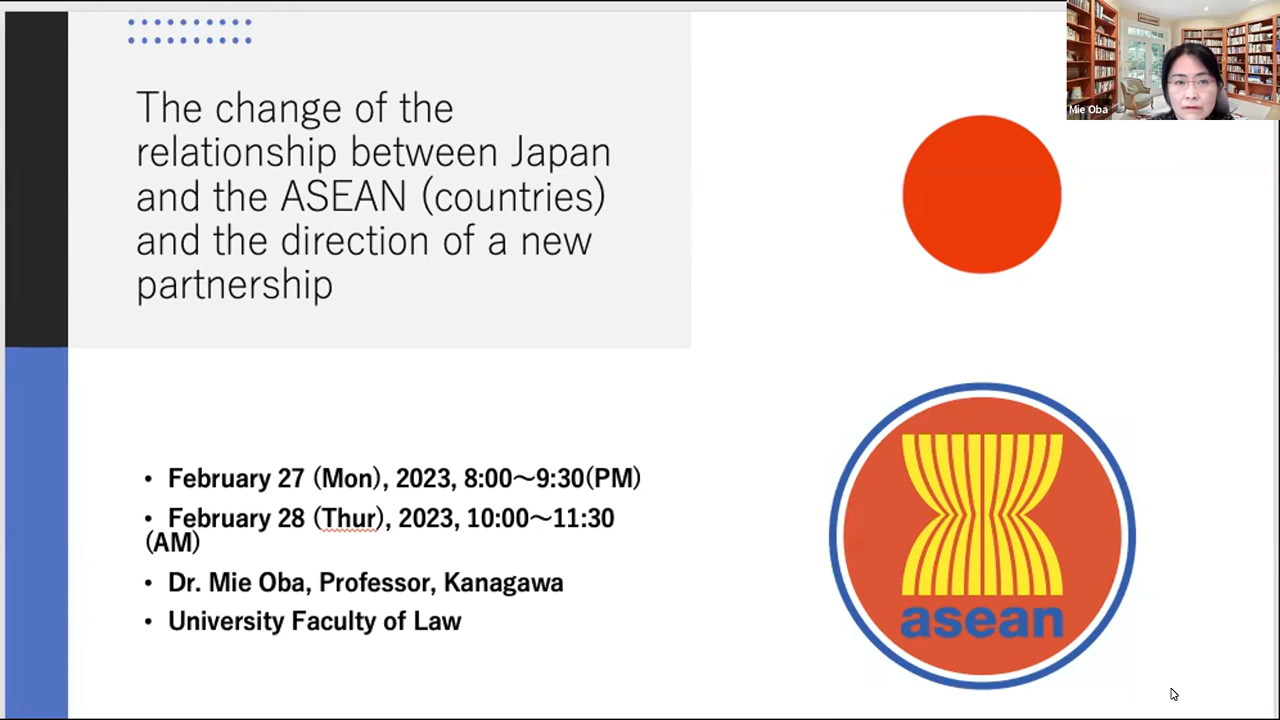 Mie Oba
The change of the
relationship between Japan
and the ASEAN (countries)
and the direction of a new
partnership
• February 27 (Mon), 2023, 8:00～9:30(PM)
• February 28 (Thur), 2023, 10:00～11:30
(AM)
• Dr. Mie Oba, Professor, Kanagawa
• University Faculty of Law
asean